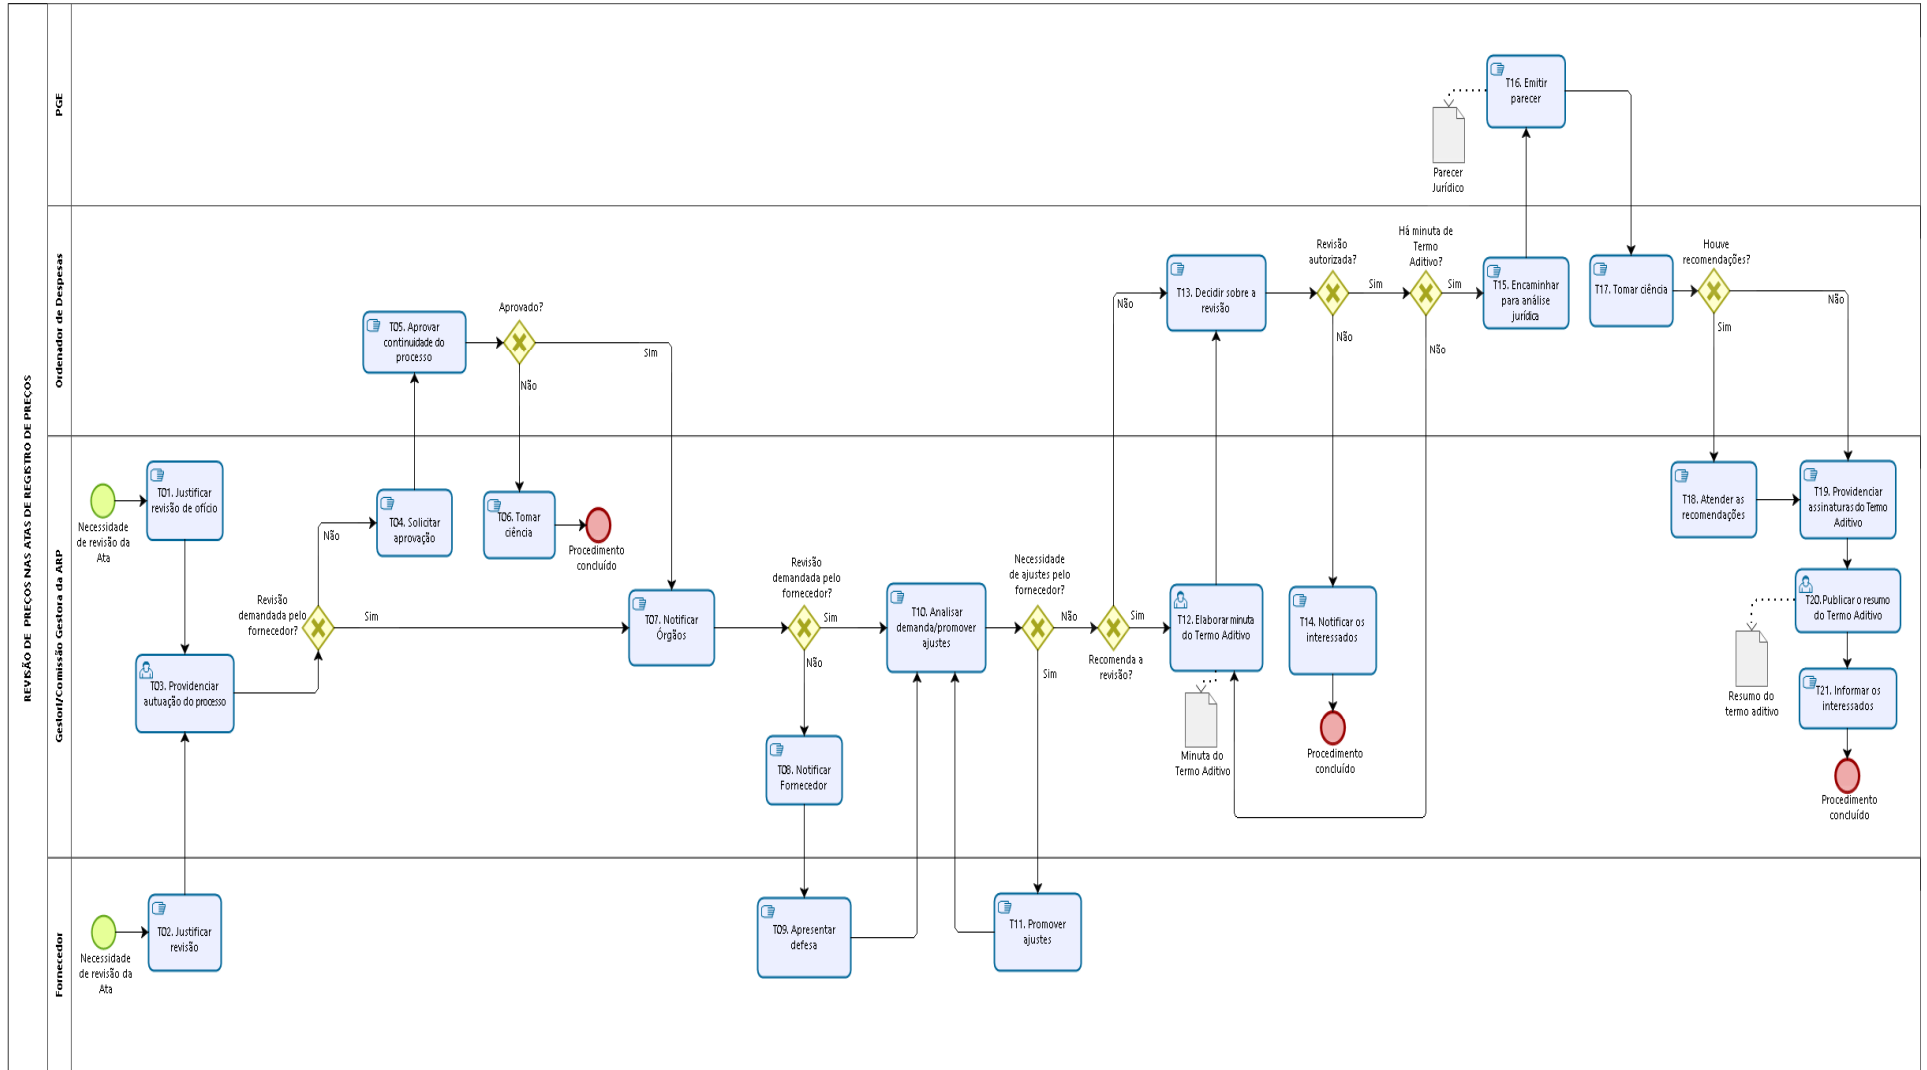 REVISÃO DE PREÇOS NAS ATAS DE REGISTRO DE PREÇOS
PGE
T16. Emitir
parecer
Parecer
Jurídico
Ordenador de Despesas
T05. Aprovar
continuidade do
processo
Aprovado?
Sim
Não
T13. Decidir sobre a
revisão
Não
Revisão
autorizada?
Sim
Não
Há minuta de
Termo
Aditivo?
Sim
Não
T15. Encaminhar
para análise
jurídica
T17. Tomar ciência
Houve
recomendações?
Não
Sim
Gestorl/Comissão Gestora da ARP
Necessidade
de revisão da
Ata
T01. Justificar
revisão de ofício
T03. Providenciar
autuação do processo
Revisão
demandada pelo
fornecedor?
Não
Sim
T04. Solicitar
aprovação
T06. Tomar
ciência
Procedimento
concluído
T07. Notificar
Órgãos
Revisão
demandada pelo
fornecedor?
Sim
Não
T08. Notificar
Fornecedor
T10. Analisar
demanda/promover
ajustes
Necessidade
de ajustes pelo
fornecedor?
Não
Sim
Recomenda a
revisão?
Sim
T12. Elaborar minuta
do Termo Aditivo
Minuta do
Termo Aditivo
T14. Notificar os
interessados
Procedimento
concluído
T18. Atender as
recomendações
T19. Providenciar
assinaturas do Termo
Aditivo
T20. Publicar o resumo
do Termo Aditivo
Resumo do
termo aditivo
T21. Informar os
interessados
Procedimento
concluído
Fornecedor
Necessidade
de revisão da
Ata
T02. Justificar
revisão
T09. Apresentar
defesa
T11. Promover
ajustes